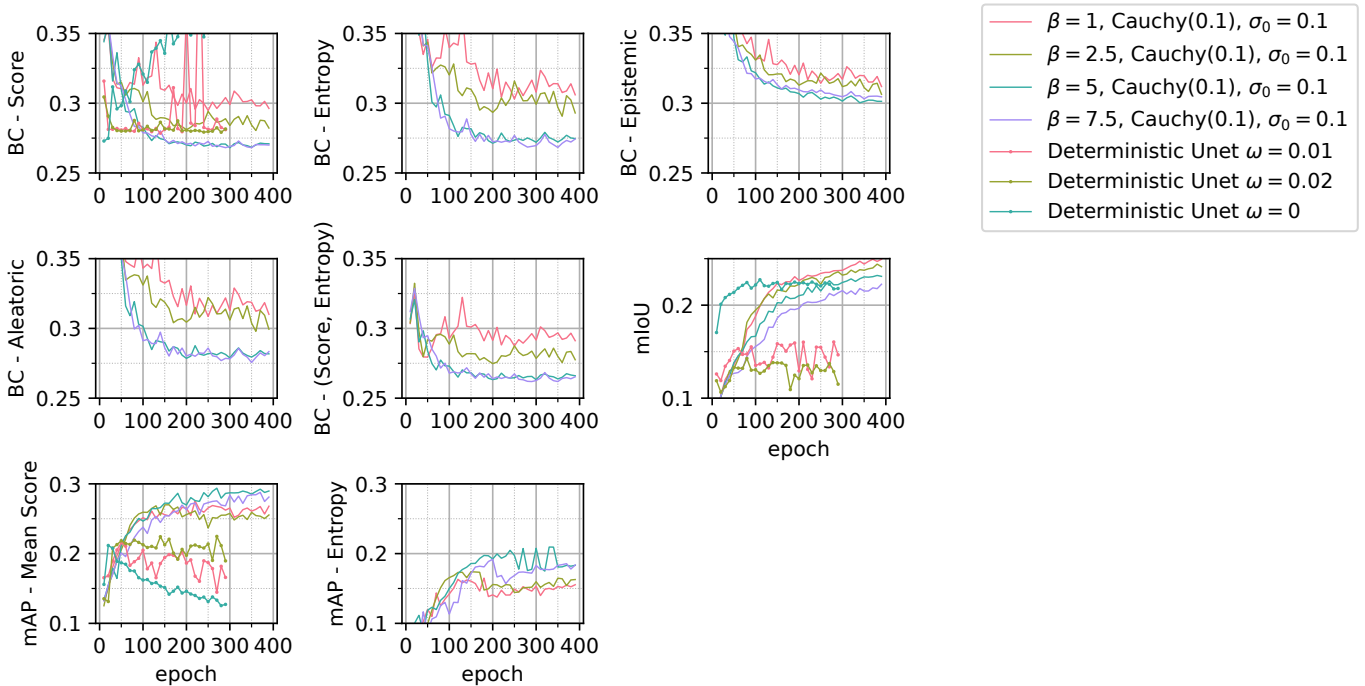 BC - Score
0.35
0.3
0.25
0 100 200 300 400
BC - Entropy
0.35
0.3
0.25
0 100 200 300 400
BC - Epistemic
0.35
0.3
0.25
0 100 200 300 400
β = 1, Cauchy(0.1), σ₀ = 0.1
β = 2.5, Cauchy(0.1), σ₀ = 0.1
β = 5, Cauchy(0.1), σ₀ = 0.1
β = 7.5, Cauchy(0.1), σ₀ = 0.1
Deterministic Unet ω = 0.01
Deterministic Unet ω = 0.02
Deterministic Unet ω = 0
BC - Aleatoric
0.35
0.3
0.25
0 100 200 300 400
BC - (Score, Entropy)
0.35
0.3
0.25
0 100 200 300 400
mIoU
0.2
0.1
0 100 200 300 400
epoch
mAP - Mean Score
0.3
0.2
0.1
0 100 200 300 400
epoch
mAP - Entropy
0.3
0.2
0.1
0 100 200 300 400
epoch